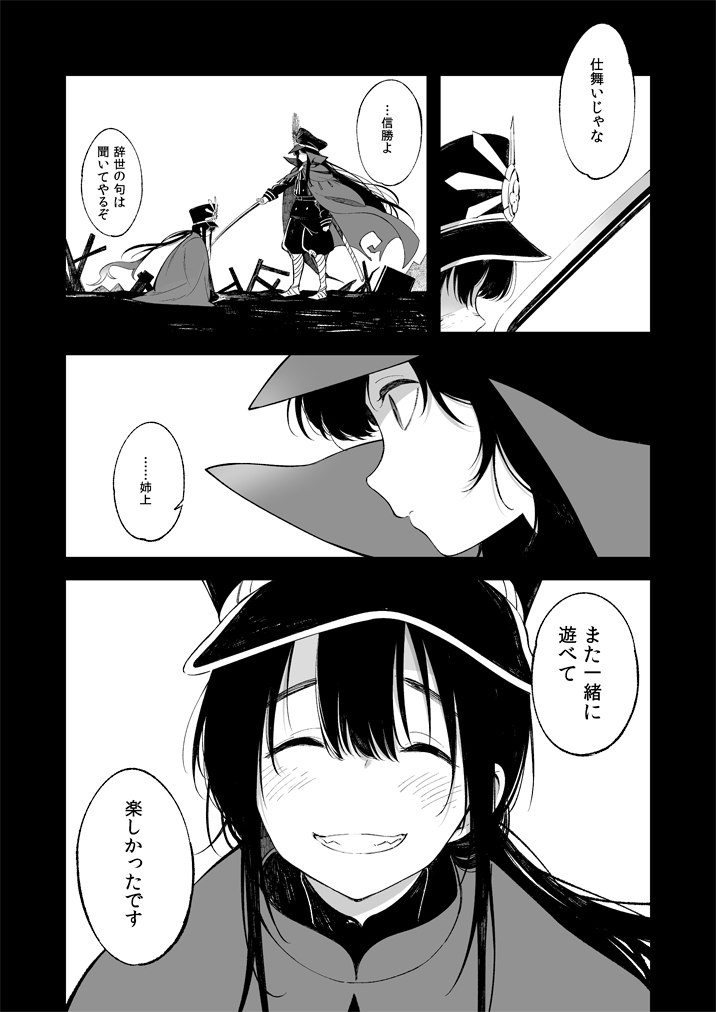 仕舞いじゃな
…信勝よ
辞世の句は
聞いてやるぞ
……姉上
また一緒に
遊べて
楽しかったです